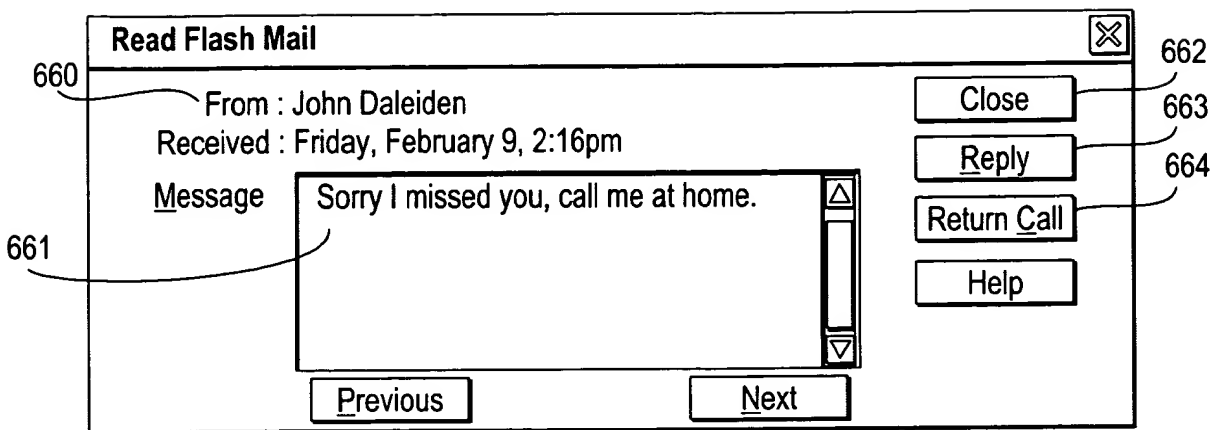 Read Flash Mail
660
From : John Daleiden
Received : Friday, February 9, 2:16pm
Message
Sorry I missed you, call me at home.
661
Previous
Next
Close
662
Reply
663
Return Call
664
Help